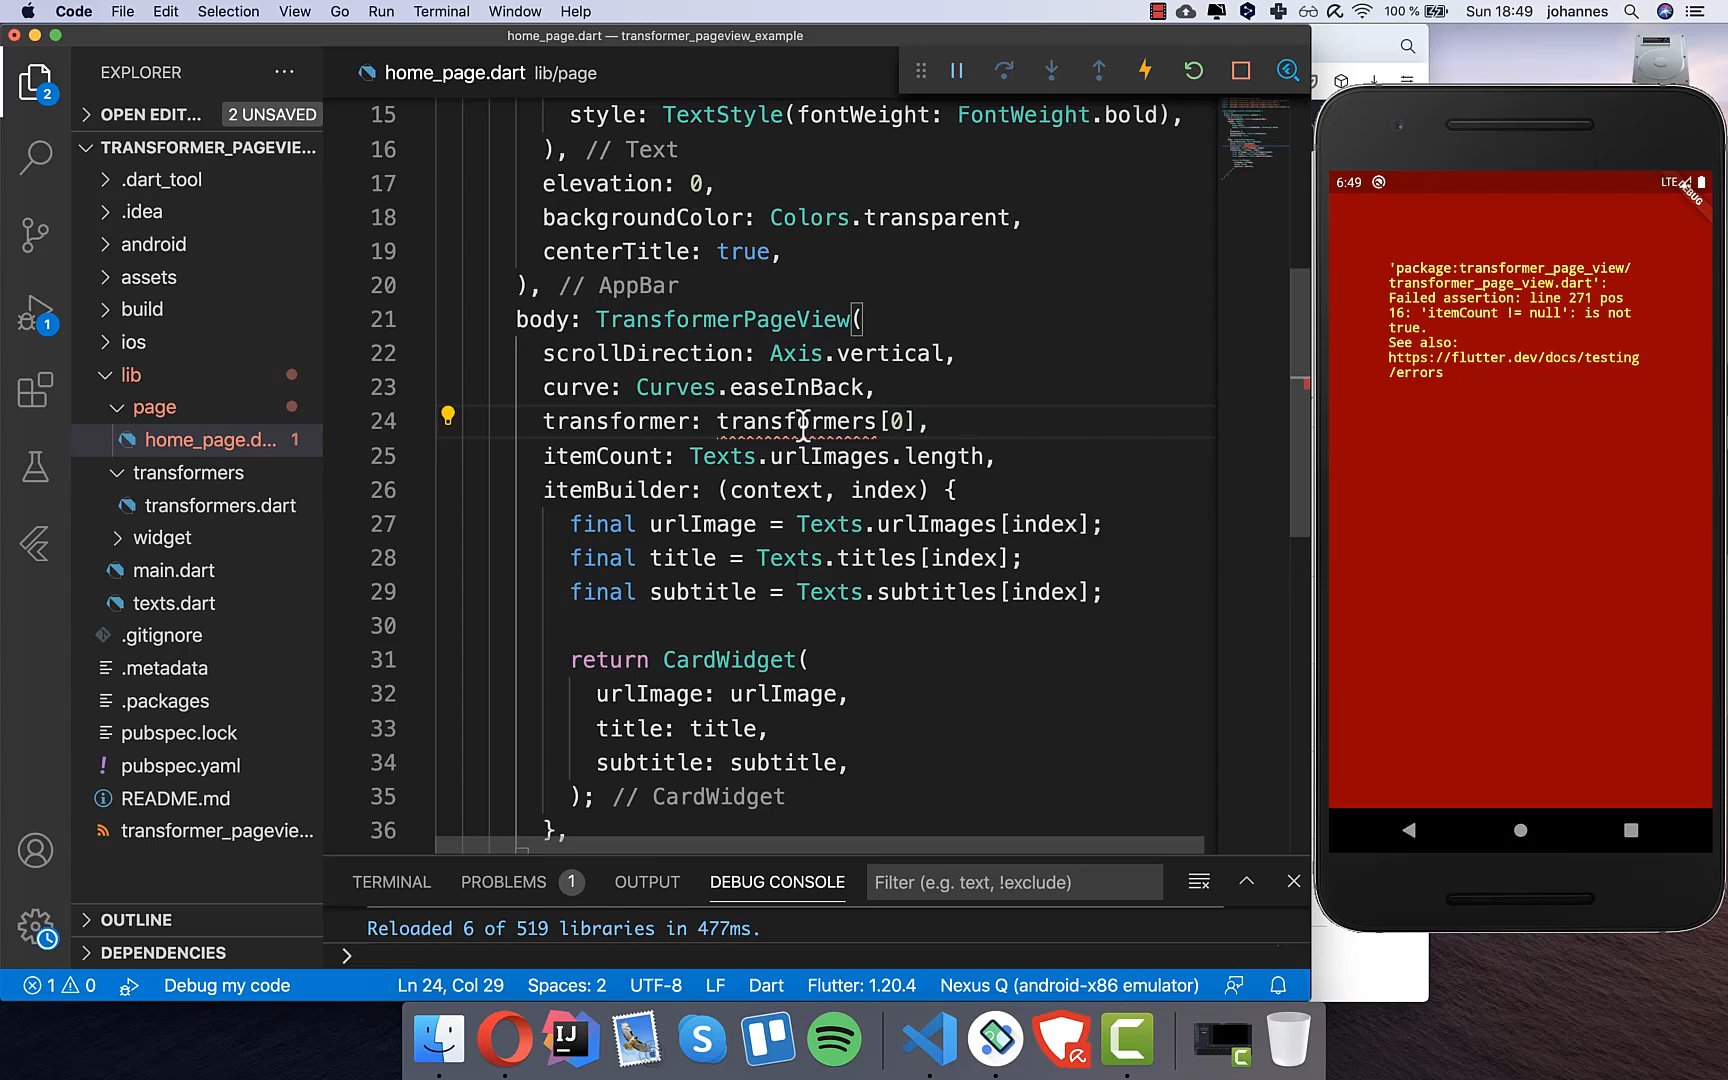 Code File Edit Selection View Go Run Terminal Window Help 100 % Sun 18:49 johannes
home_page.dart — transformer_pageview_example
EXPLORER
home_page.dart lib/page
2
OPEN EDIT... 2 UNSAVED
TRANSFORMER_PAGEVIE...
.dart_tool
.idea
android
assets
build
ios
lib
page
home_page.d... 1
transformers
transformers.dart
widget
main.dart
texts.dart
.gitignore
.metadata
.packages
pubspec.lock
pubspec.yaml
README.md
transformer_pagevie...
OUTLINE
DEPENDENCIES
1
15 style: TextStyle(fontWeight: FontWeight.bold),
16 ), // Text
17 elevation: 0,
18 backgroundColor: Colors.transparent,
19 centerTitle: true,
20 ), // AppBar
21 body: TransformerPageView(
22 scrollDirection: Axis.vertical,
23 curve: Curves.easeInBack,
24 transformer: transformers[0],
25 itemCount: Texts.urlImages.length,
26 itemBuilder: (context, index) {
27 final urlImage = Texts.urlImages[index];
28 final title = Texts.titles[index];
29 final subtitle = Texts.subtitles[index];
30
31 return CardWidget(
32 urlImage: urlImage,
33 title: title,
34 subtitle: subtitle,
35 ); // CardWidget
36 },
TERMINAL PROBLEMS 1 OUTPUT DEBUG CONSOLE Filter (e.g. text, !exclude)
Reloaded 6 of 519 libraries in 477ms.
1 0 Debug my code Ln 24, Col 29 Spaces: 2 UTF-8 LF Dart Flutter: 1.20.4 Nexus Q (android-x86 emulator)
6:49 LTE
DEBUG
'package:transformer_page_view/
transformer_page_view.dart':
Failed assertion: line 271 pos
16: 'itemCount != null': is not
true.
See also:
https://flutter.dev/docs/testing
/errors